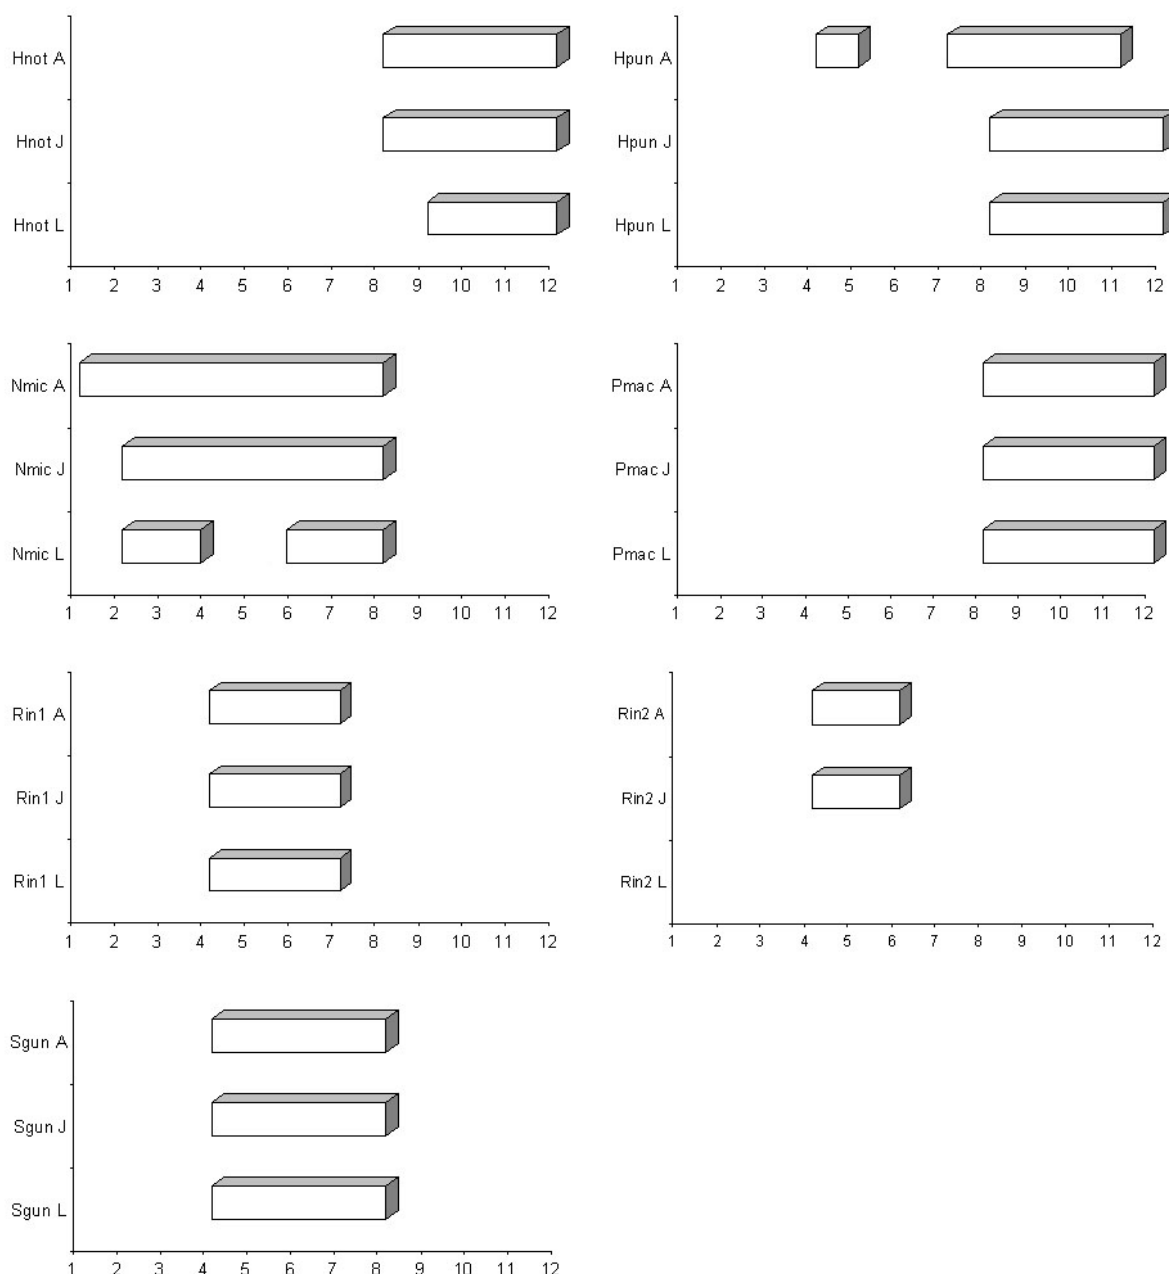 Hnot A
Hnot J
Hnot L
1 2 3 4 5 6 7 8 9 10 11 12
Hpun A
Hpun J
Hpun L
1 2 3 4 5 6 7 8 9 10 11 12
Nmic A
Nmic J
Nmic L
1 2 3 4 5 6 7 8 9 10 11 12
Pmac A
Pmac J
Pmac L
1 2 3 4 5 6 7 8 9 10 11 12
Rin1 A
Rin1 J
Rin1 L
1 2 3 4 5 6 7 8 9 10 11 12
Rin2 A
Rin2 J
Rin2 L
1 2 3 4 5 6 7 8 9 10 11 12
Sgun A
Sgun J
Sgun L
1 2 3 4 5 6 7 8 9 10 11 12